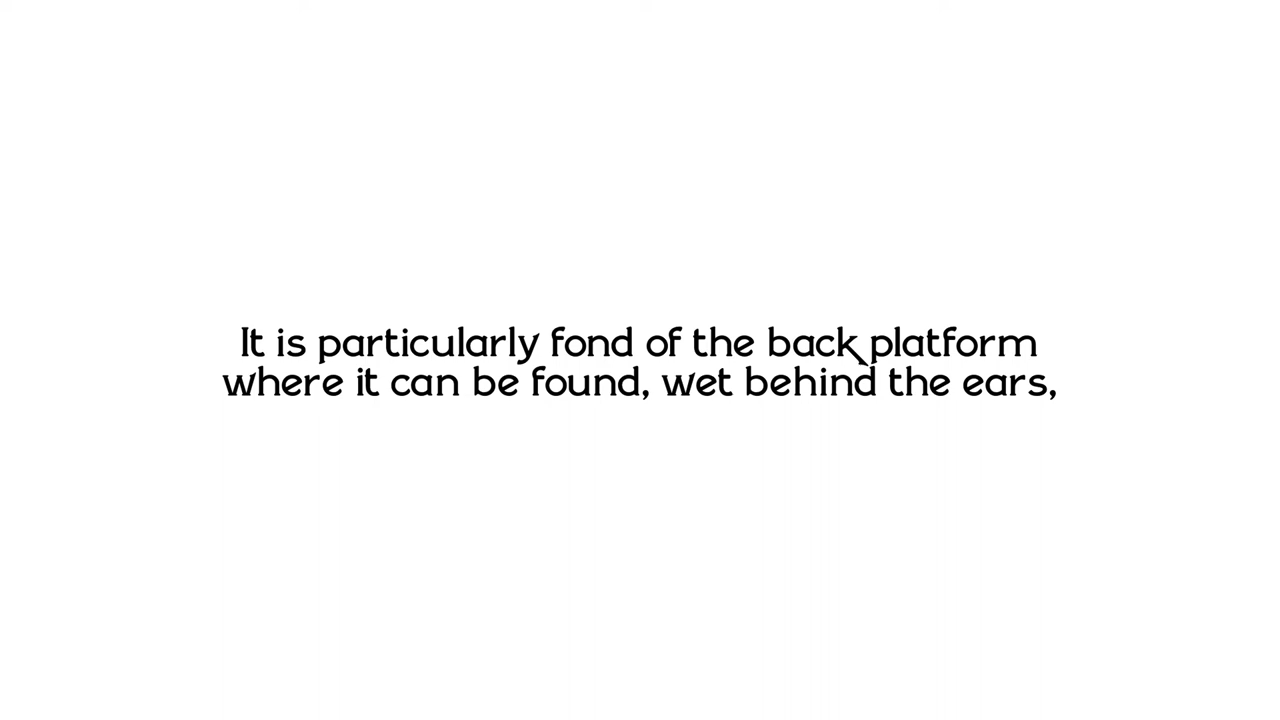 It is particularly fond of the back platform
where it can be found, wet behind the ears,